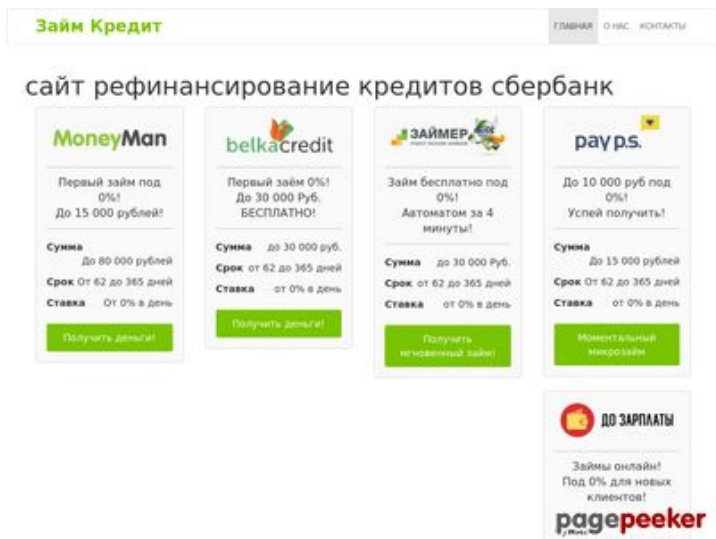 Займ Кредит
ГЛАВНАЯ О НАС. КОНТАКТЫ
сайт рефинансирование кредитов сбербанк
MoneyMan
Первый займ под
0%!
До 15 000 рублей!
Сумма
До 80 000 рублей
Срок От 62 до 365 дней
Ставка От 0% в день
Получить деньги!
belkacredit
Первый заём 0%!
До 30 000 Руб.
БЕСПЛАТНО!
Сумма до 30 000 руб.
Срок от 62 до 365 дней
Ставка от 0% в день
Получить деньги!
ЗАЙМЕР
Займ бесплатно под
0%!
Автоматом за 4
минуты!
Сумма до 30 000 Руб.
Срок от 62 до 365 дней
Ставка от 0% в день
Получить
мгновенный займ!
pay p.s.
До 10 000 руб под
0%!
Успей получить!
Сумма
До 15 000 рублей
Срок От 62 до 365 дней
Ставка от 0% в день
Моментальный
микрозайм
ДО ЗАРПЛАТЫ
Займы онлайн!
Под 0% для новых
клиентов!
pagepeeker